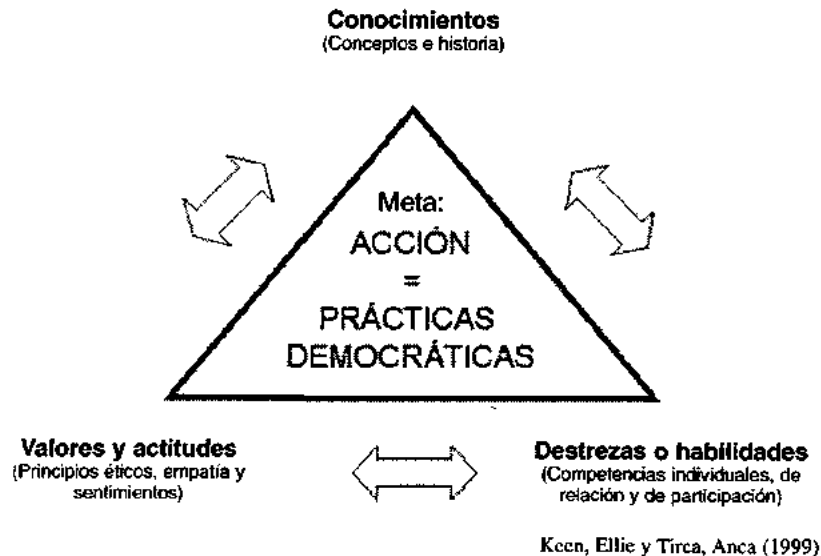 Conocimientos
(Conceptos e historia)
Meta:
ACCIÓN
=
PRÁCTICAS
DEMOCRÁTICAS
Valores y actitudes
(Principios éticos, empatía y
sentimientos)
Destrezas o habilidades
(Competencias individuales, de
relación y de participación)
Keen, Ellie y Tirca, Anca (1999)